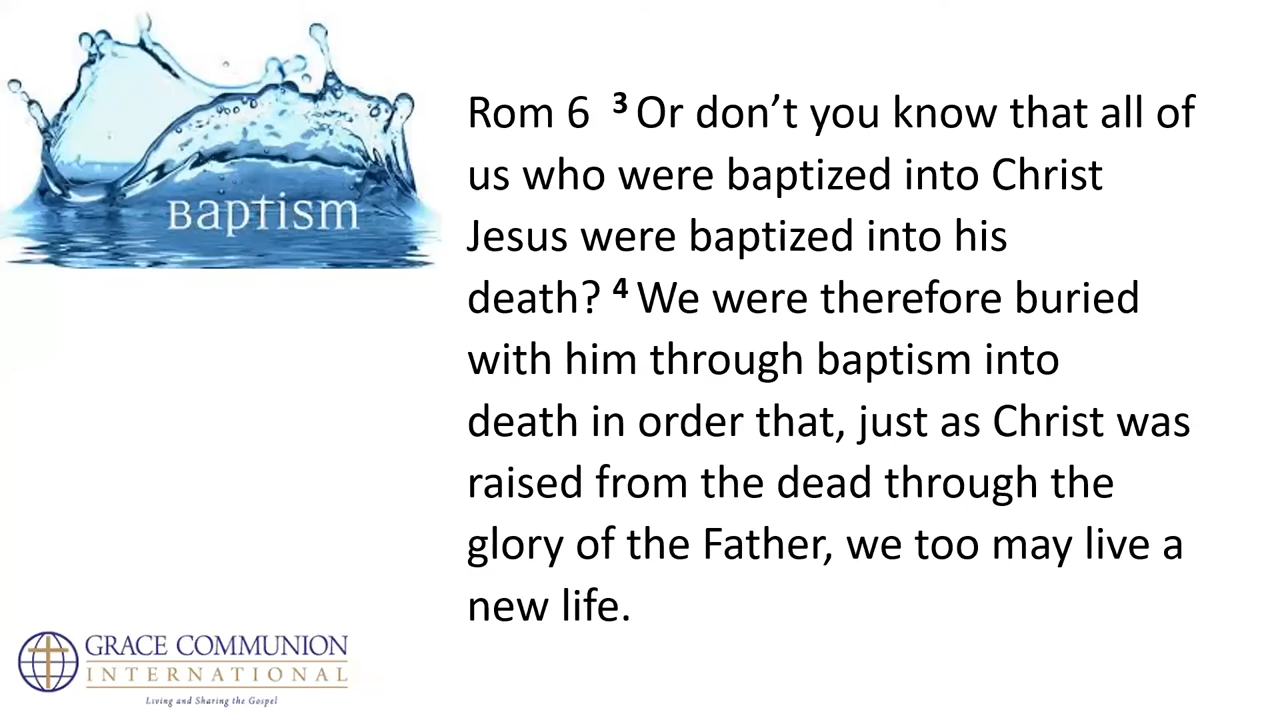 Baptism
Rom 6 3 Or don’t you know that all of
us who were baptized into Christ
Jesus were baptized into his
death? 4 We were therefore buried
with him through baptism into
death in order that, just as Christ was
raised from the dead through the
glory of the Father, we too may live a
new life.
GRACE COMMUNION
INTERNATIONAL
Living and Sharing the Gospel